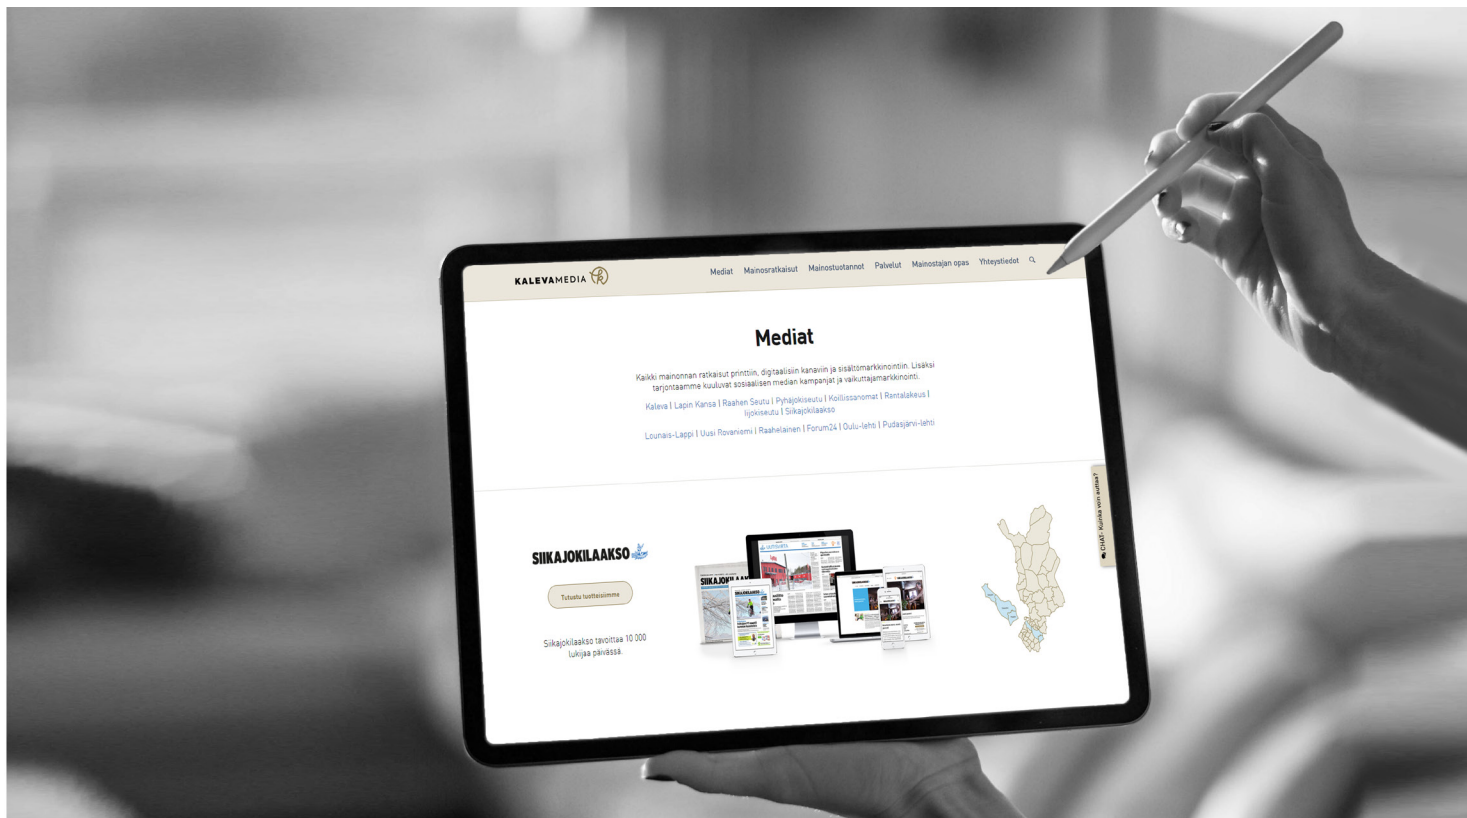 KALEVAMEDIA
Mediat Mainosratkaisut Mainostuotannot Palvelut Mainostajan opas Yhteystiedot
Mediat
Kaikki mainonnan ratkaisut printtiin, digitaalisiin kanaviin ja sisältömarkkinointiin. Lisäksi
tarjontaamme kuuluvat sosiaalisen median kampanjat ja vaikuttajamarkkinointi.
Kaleva | Lapin Kansa | Raahen Seutu | Pyhäjokiseutu | Koillissanomat | Rantalakeus |
Iijokiseutu | Siikajokilaakso
Lounais-Lappi | Uusi Rovaniemi | Raahelainen | Forum24 | Oulu-lehti | Pudasjärvi-lehti
CHAT- Kuinka voin auttaa?
SIIKAJOKILAAKSO
Tutustu tuotteisiimme
Siikajokilaakso tavoittaa 10 000
lukijaa päivässä.